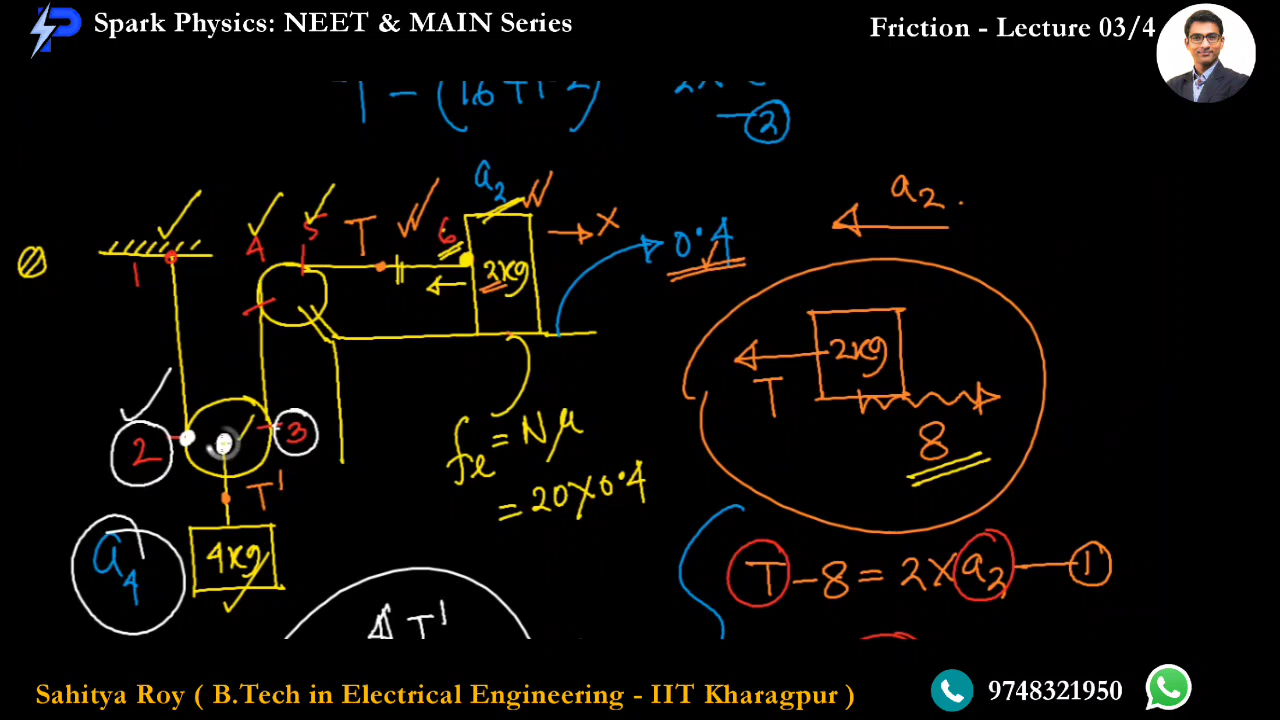 Spark Physics: NEET & MAIN Series
Friction - Lecture 03/4
②
a₂
1
4
5
T
6
2kg
→ X
0.4
a₂.
2kg
T
8
2
3
T'
a₄
4kg
= Nμ
= 20×0.4
T - 8 = 2×a₂ — ①
T'
Sahitya Roy ( B.Tech in Electrical Engineering - IIT Kharagpur )
9748321950